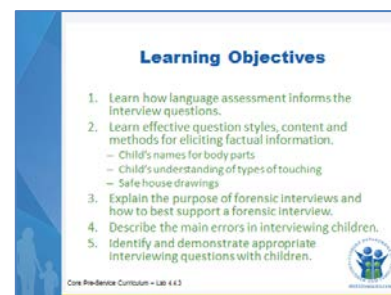 Learning Objectives
1. Learn how language assessment informs the
interview questions.
2. Learn effective question styles, content and
methods for eliciting factual information.
– Child's names for body parts
– Child's understanding of types of touching
– Safe house drawings
3. Explain the purpose of forensic interviews and
how to best support a forensic interview.
4. Describe the main errors in interviewing children.
5. Identify and demonstrate appropriate
interviewing questions with children.
Core Pre-Service Curriculum – Lab 4.4.3